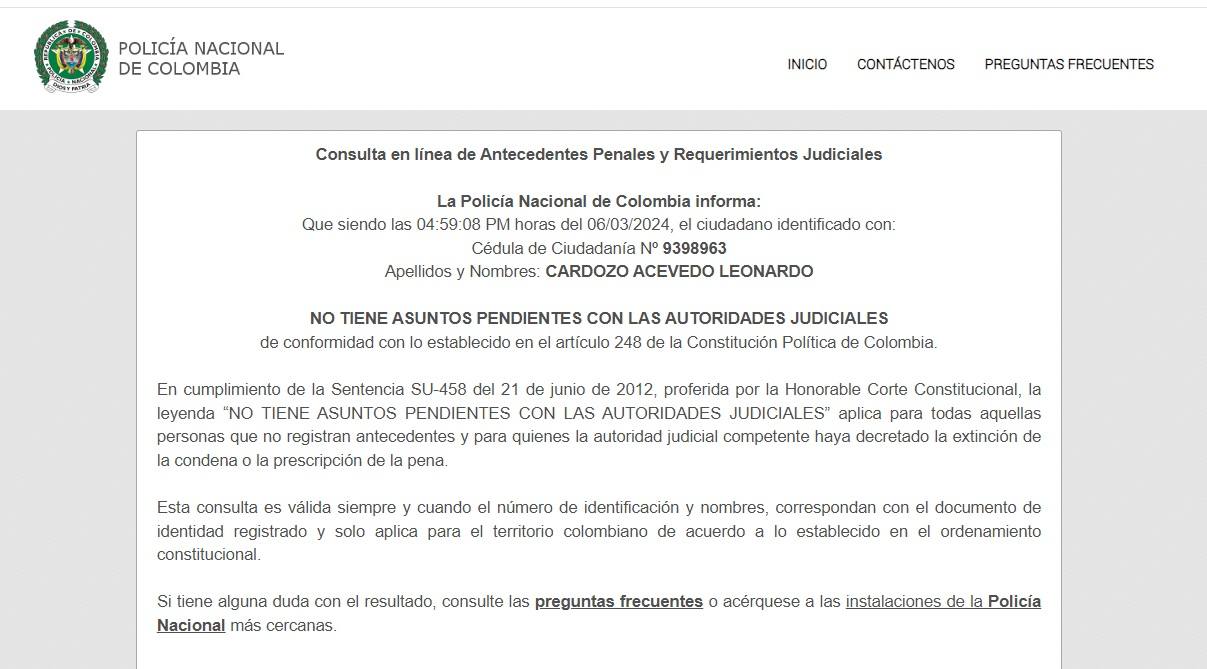 POLICÍA NACIONAL
DE COLOMBIA
INICIO CONTÁCTENOS PREGUNTAS FRECUENTES
Consulta en línea de Antecedentes Penales y Requerimientos Judiciales
La Policía Nacional de Colombia informa:
Que siendo las 04:59:08 PM horas del 06/03/2024, el ciudadano identificado con:
Cédula de Ciudadanía Nº 9398963
Apellidos y Nombres: CARDOZO ACEVEDO LEONARDO
NO TIENE ASUNTOS PENDIENTES CON LAS AUTORIDADES JUDICIALES
de conformidad con lo establecido en el artículo 248 de la Constitución Política de Colombia.
En cumplimiento de la Sentencia SU-458 del 21 de junio de 2012, proferida por la Honorable Corte Constitucional, la
leyenda “NO TIENE ASUNTOS PENDIENTES CON LAS AUTORIDADES JUDICIALES” aplica para todas aquellas
personas que no registran antecedentes y para quienes la autoridad judicial competente haya decretado la extinción de
la condena o la prescripción de la pena.
Esta consulta es válida siempre y cuando el número de identificación y nombres, correspondan con el documento de
identidad registrado y solo aplica para el territorio colombiano de acuerdo a lo establecido en el ordenamiento
constitucional.
Si tiene alguna duda con el resultado, consulte las preguntas frecuentes o acérquese a las instalaciones de la Policía
Nacional más cercanas.